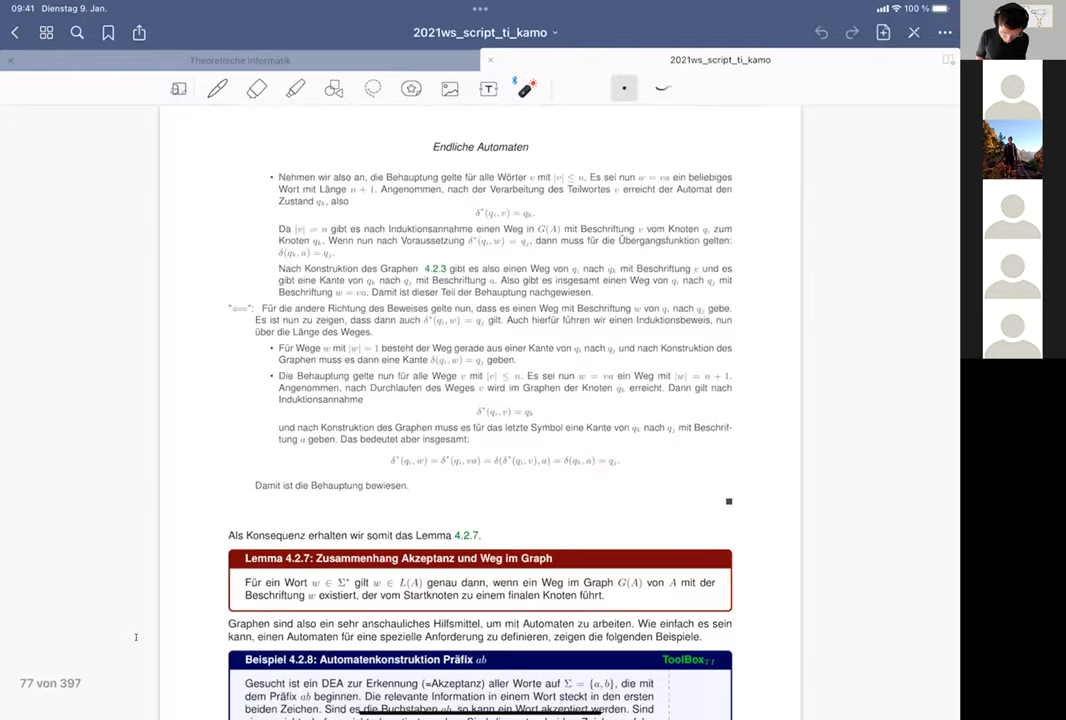 09:41 Dienstag 9. Jan.
100 %
2021ws_script_ti_kamo
Theoretische Informatik
2021ws_script_ti_kamo
Endliche Automaten
• Nehmen wir also an, die Behauptung gelte für alle Wörter v mit |v| ≤ n. Es sei nun w = va ein beliebiges
Wort mit Länge n + 1. Angenommen, nach der Verarbeitung des Teilwortes v erreicht der Automat den
Zustand q_k, also
δ*(q_i, v) = q_k.
Da |v| = n gibt es nach Induktionsannahme einen Weg in G(A) mit Beschriftung v vom Knoten q_i zum
Knoten q_k. Wenn nun nach Voraussetzung δ*(q_i, w) = q_j, dann muss für die Übergangsfunktion gelten:
δ(q_k, a) = q_j.
Nach Konstruktion des Graphen 4.2.3 gibt es also einen Weg von q_i nach q_k mit Beschriftung v und es
gibt eine Kante von q_k nach q_j mit Beschriftung a. Also gibt es insgesamt einen Weg von q_i nach q_j mit
Beschriftung w = va. Damit ist dieser Teil der Behauptung nachgewiesen.
"⟸": Für die andere Richtung des Beweises gelte nun, dass es einen Weg mit Beschriftung w von q_i nach q_j gebe.
Es ist nun zu zeigen, dass dann auch δ*(q_i, w) = q_j gilt. Auch hierfür führen wir einen Induktionsbeweis, nun
über die Länge des Weges.
• Für Wege w mit |w| = 1 besteht der Weg gerade aus einer Kante von q_i nach q_j und nach Konstruktion des
Graphen muss es dann eine Kante δ(q_i, w) = q_j geben.
• Die Behauptung gelte nun für alle Wege v mit |v| ≤ n. Es sei nun w = va ein Weg mit |w| = n + 1.
Angenommen, nach Durchlaufen des Weges v wird im Graphen der Knoten q_k erreicht. Dann gilt nach
Induktionsannahme
δ*(q_i, v) = q_k
und nach Konstruktion des Graphen muss es für das letzte Symbol eine Kante von q_k nach q_j mit Beschrif-
tung a geben. Das bedeutet aber insgesamt:
δ*(q_i, w) = δ*(q_i, va) = δ(δ*(q_i, v), a) = δ(q_k, a) = q_j.
Damit ist die Behauptung bewiesen.
Als Konsequenz erhalten wir somit das Lemma 4.2.7.
Lemma 4.2.7: Zusammenhang Akzeptanz und Weg im Graph
Für ein Wort w ∈ Σ* gilt w ∈ L(A) genau dann, wenn ein Weg im Graph G(A) von A mit der
Beschriftung w existiert, der vom Startknoten zu einem finalen Knoten führt.
Graphen sind also ein sehr anschauliches Hilfsmittel, um mit Automaten zu arbeiten. Wie einfach es sein
kann, einen Automaten für eine spezielle Anforderung zu definieren, zeigen die folgenden Beispiele.
Beispiel 4.2.8: Automatenkonstruktion Präfix ab ToolBox TI
Gesucht ist ein DEA zur Erkennung (=Akzeptanz) aller Worte auf Σ = {a, b}, die mit
dem Präfix ab beginnen. Die relevante Information in einem Wort steckt in den ersten
beiden Zeichen. Sind es die Buchstaben ab, so kann ein Wort akzeptiert werden. Sind
77 von 397